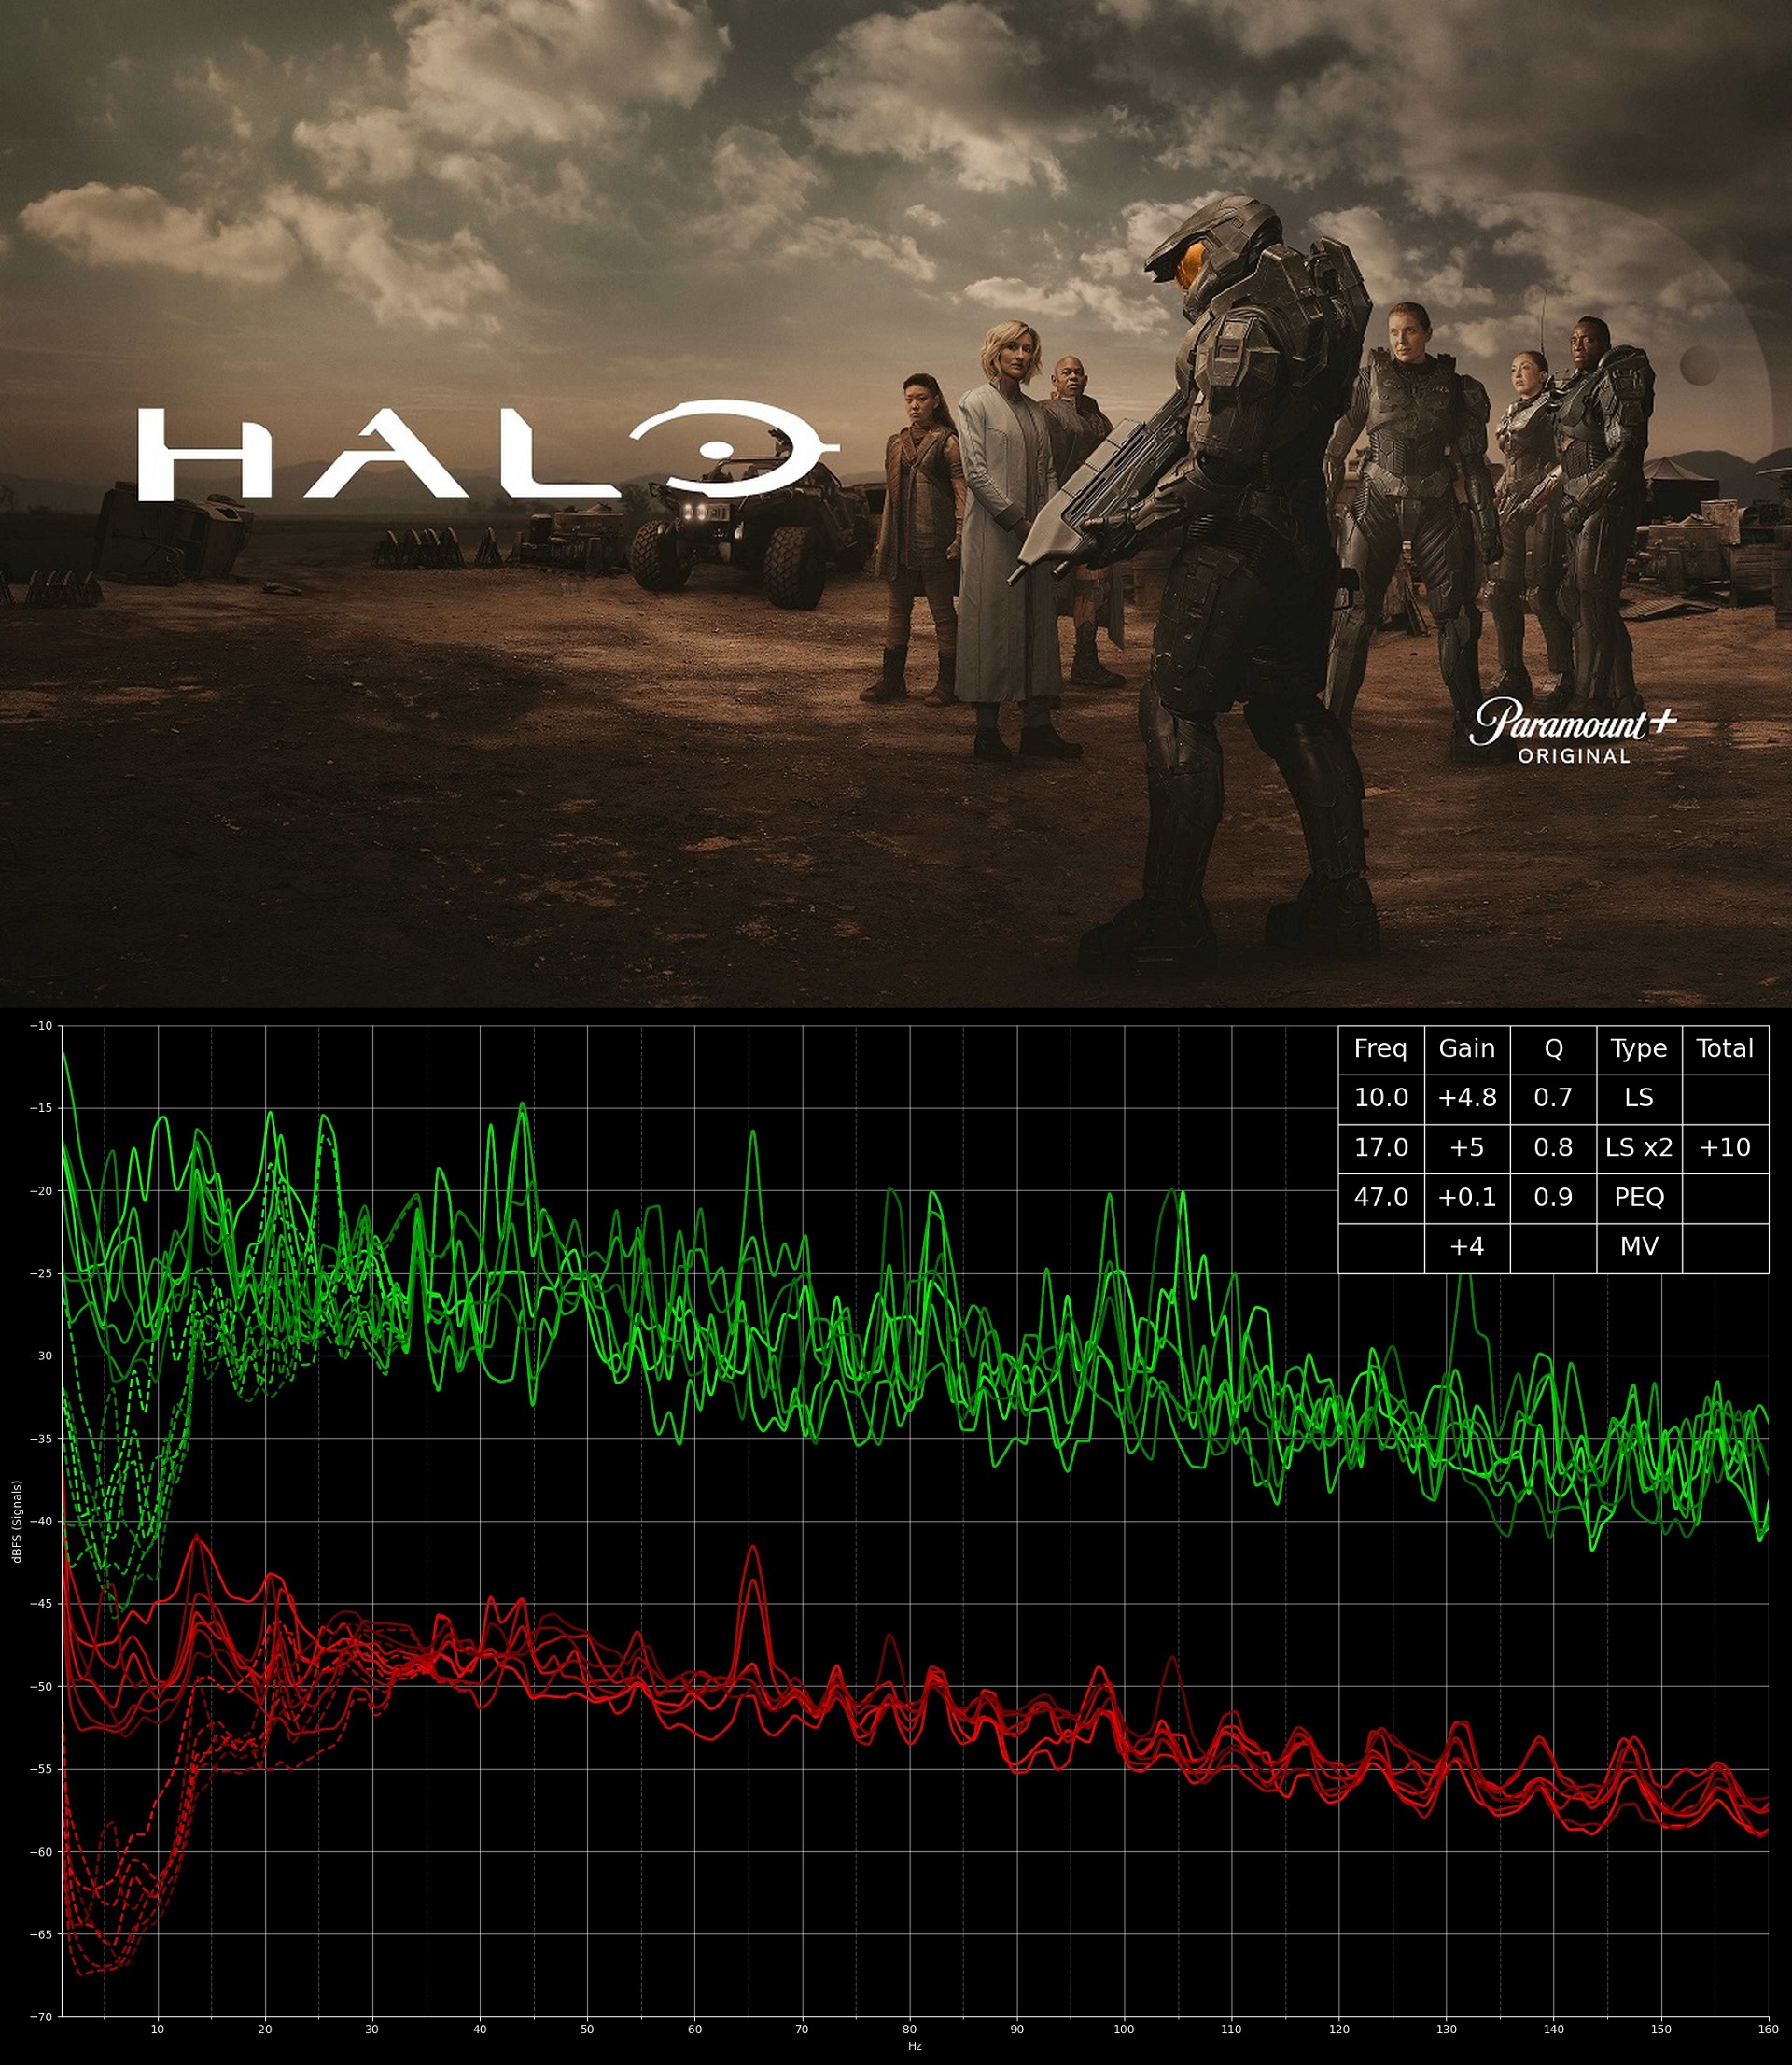 HALO
Paramount+
ORIGINAL
Freq Gain Q Type Total
10.0 +4.8 0.7 LS
17.0 +5 0.8 LS x2 +10
47.0 +0.1 0.9 PEQ
+4 MV
−10
−15
−20
−25
−30
−35
−40
−45
−50
−55
−60
−65
−70
dBFS (Signals)
10 20 30 40 50 60 70 80 90 100 110 120 130 140 150 160
Hz